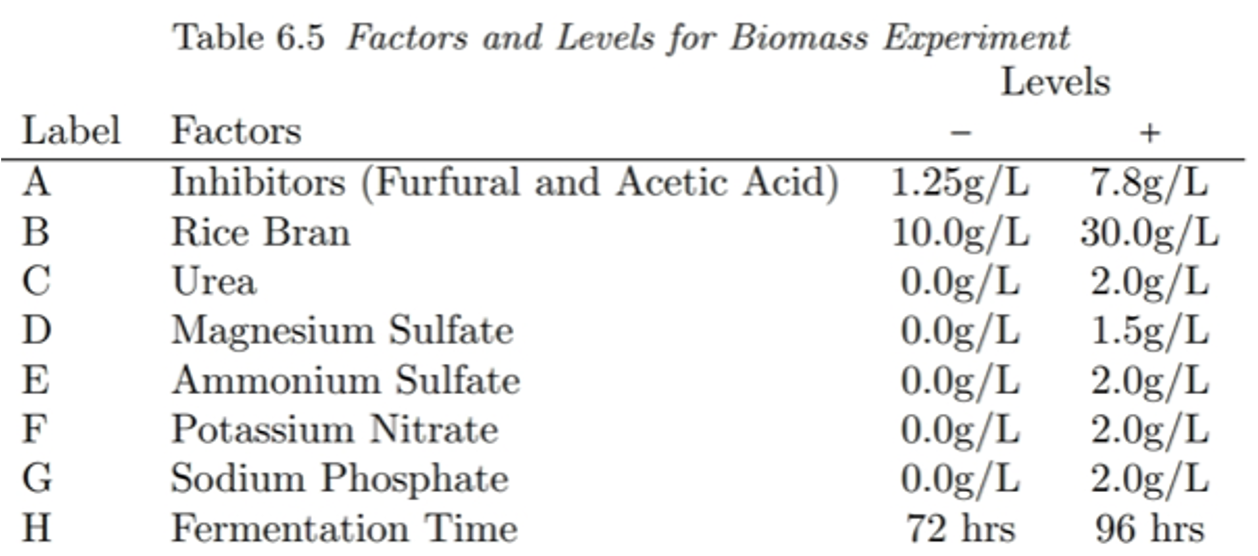 Table 6.5 Factors and Levels for Biomass Experiment
Levels
Label Factors – +
A Inhibitors (Furfural and Acetic Acid) 1.25g/L 7.8g/L
B Rice Bran 10.0g/L 30.0g/L
C Urea 0.0g/L 2.0g/L
D Magnesium Sulfate 0.0g/L 1.5g/L
E Ammonium Sulfate 0.0g/L 2.0g/L
F Potassium Nitrate 0.0g/L 2.0g/L
G Sodium Phosphate 0.0g/L 2.0g/L
H Fermentation Time 72 hrs 96 hrs